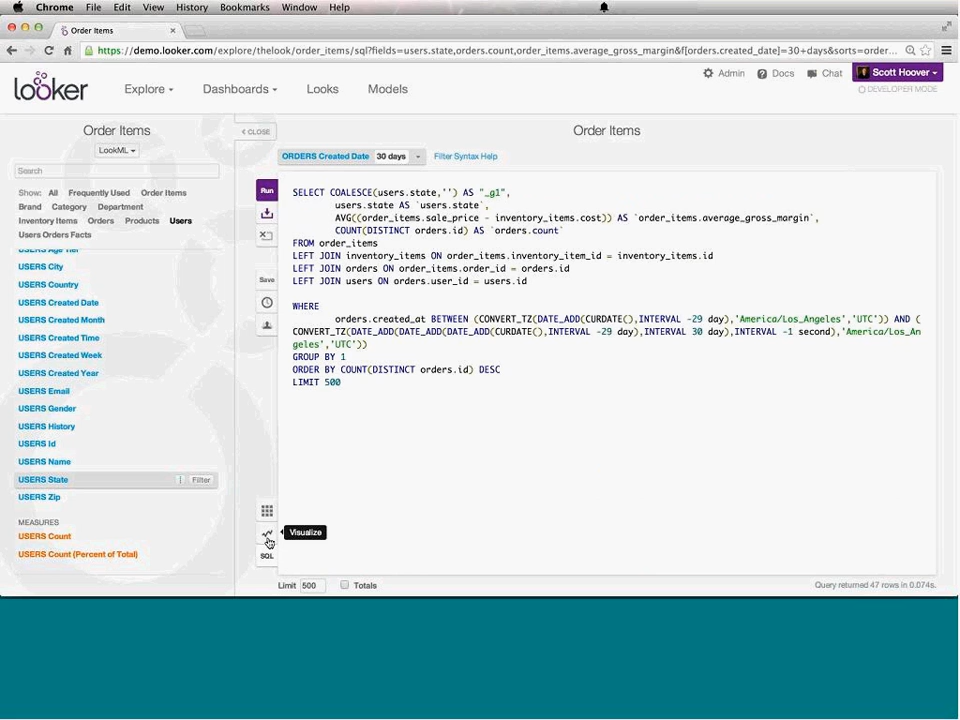 Chrome File Edit View History Bookmarks Window Help
Order Items
https://demo.looker.com/explore/thelook/order_items/sql?fields=users.state,orders.count,order_items.average_gross_margin&f[orders.created_date]=30+days&sorts=order...
looker
Explore Dashboards Looks Models
Admin Docs Chat Scott Hoover
DEVELOPER MODE
Order Items
LookML
Search
Show: All Frequently Used Order Items
Brand Category Department
Inventory Items Orders Products Users
Users Orders Facts
USERS Age Tier
USERS City
USERS Country
USERS Created Date
USERS Created Month
USERS Created Time
USERS Created Week
USERS Created Year
USERS Email
USERS Gender
USERS History
USERS Id
USERS Name
USERS State Filter
USERS Zip
MEASURES
USERS Count
USERS Count (Percent of Total)
< CLOSE
Order Items
ORDERS Created Date 30 days Filter Syntax Help
Run
Save
SELECT COALESCE(users.state,'') AS "_g1",
users.state AS `users.state`,
AVG((order_items.sale_price - inventory_items.cost)) AS `order_items.average_gross_margin`,
COUNT(DISTINCT orders.id) AS `orders.count`
FROM order_items
LEFT JOIN inventory_items ON order_items.inventory_item_id = inventory_items.id
LEFT JOIN orders ON order_items.order_id = orders.id
LEFT JOIN users ON orders.user_id = users.id
WHERE
orders.created_at BETWEEN (CONVERT_TZ(DATE_ADD(CURDATE(),INTERVAL -29 day),'America/Los_Angeles','UTC')) AND (
CONVERT_TZ(DATE_ADD(DATE_ADD(DATE_ADD(CURDATE(),INTERVAL -29 day),INTERVAL 30 day),INTERVAL -1 second),'America/Los_An
geles','UTC'))
GROUP BY 1
ORDER BY COUNT(DISTINCT orders.id) DESC
LIMIT 500
Visualize
SQL
Limit 500 Totals
Query returned 47 rows in 0.074s.